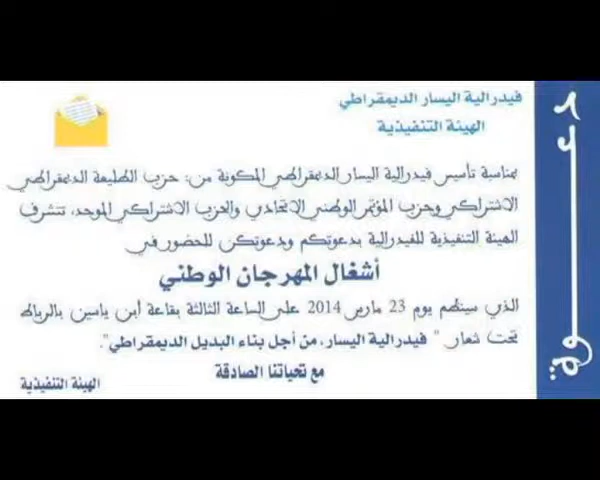 دعوة
فيدرالية اليسار الديمقراطي
الهيئة التنفيذية
بمناسبة تأسيس فيدرالية اليسار الديمقراطي المكونة من: حزب الطليعة الديمقراطي
الاشتراكي وحزب المؤتمر الوطني الاتحادي والحزب الاشتراكي الموحد، تتشرف
الهيئة التنفيذية للفيدرالية بدعوتكم ودعوتكن للحضور في
أشغال المهرجان الوطني
الذي سينظم يوم 23 مارس 2014 على الساعة الثالثة بقاعة ابن ياسين بالرباط
تحت شعار " فيدرالية اليسار، من أجل بناء البديل الديمقراطي".
مع تحياتنا الصادقة
الهيئة التنفيذية